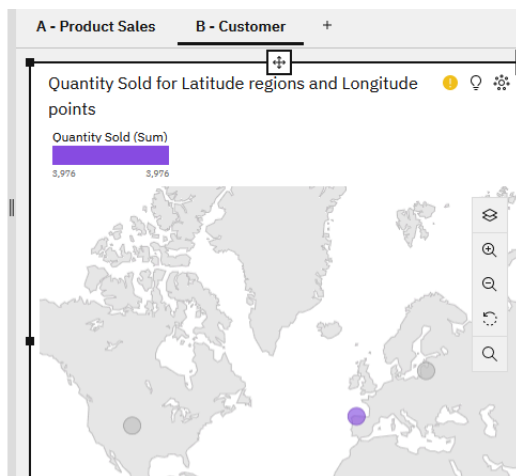 A - Product Sales
B - Customer
+
Quantity Sold for Latitude regions and Longitude
points
Quantity Sold (Sum)
3,976
3,976